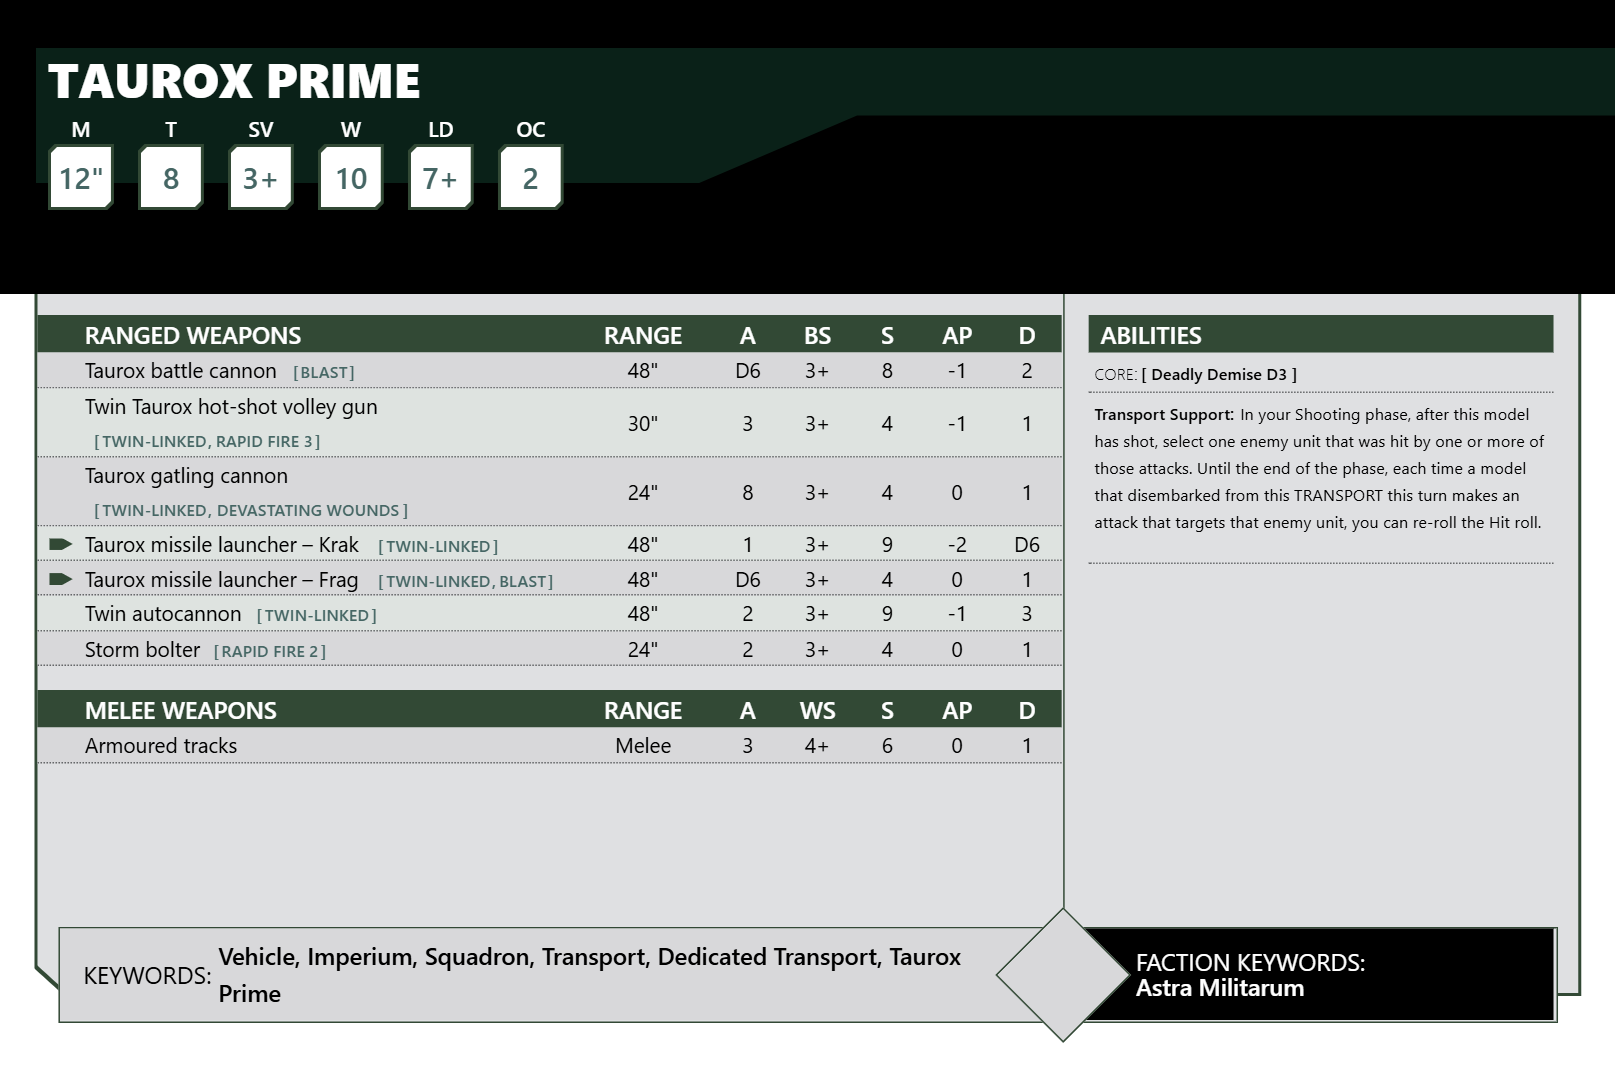 TAUROX PRIME
M T SV W LD OC
12" 8 3+ 10 7+ 2
RANGED WEAPONS RANGE A BS S AP D
Taurox battle cannon [BLAST] 48" D6 3+ 8 -1 2
Twin Taurox hot-shot volley gun
[TWIN-LINKED, RAPID FIRE 3] 30" 3 3+ 4 -1 1
Taurox gatling cannon
[TWIN-LINKED, DEVASTATING WOUNDS] 24" 8 3+ 4 0 1
Taurox missile launcher – Krak [TWIN-LINKED] 48" 1 3+ 9 -2 D6
Taurox missile launcher – Frag [TWIN-LINKED, BLAST] 48" D6 3+ 4 0 1
Twin autocannon [TWIN-LINKED] 48" 2 3+ 9 -1 3
Storm bolter [RAPID FIRE 2] 24" 2 3+ 4 0 1
MELEE WEAPONS RANGE A WS S AP D
Armoured tracks Melee 3 4+ 6 0 1
ABILITIES
CORE: [ Deadly Demise D3 ]
Transport Support: In your Shooting phase, after this model
has shot, select one enemy unit that was hit by one or more of
those attacks. Until the end of the phase, each time a model
that disembarked from this TRANSPORT this turn makes an
attack that targets that enemy unit, you can re-roll the Hit roll.
KEYWORDS: Vehicle, Imperium, Squadron, Transport, Dedicated Transport, Taurox
Prime
FACTION KEYWORDS:
Astra Militarum